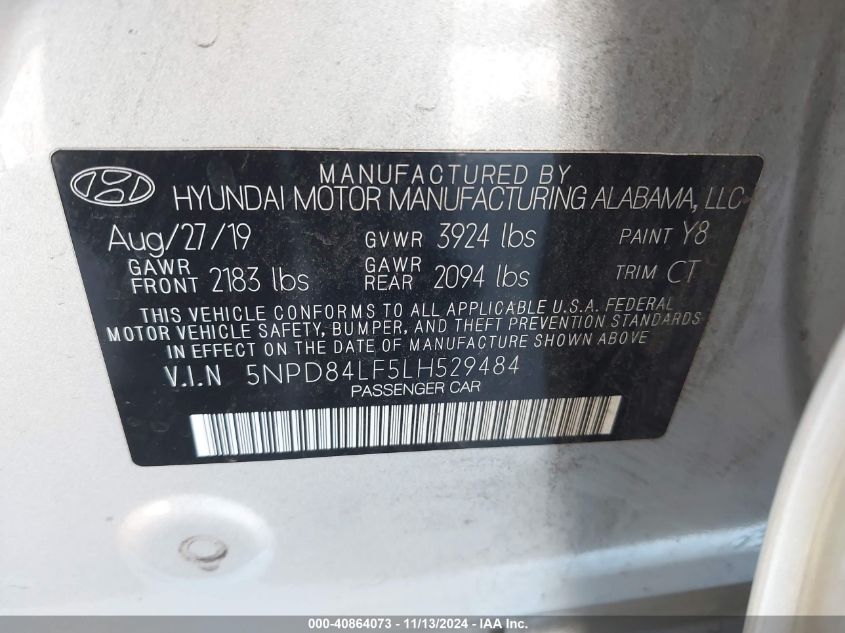 MANUFACTURED BY
HYUNDAI MOTOR MANUFACTURING ALABAMA, LLC
Aug/27/19 GVWR 3924 lbs PAINT Y8
GAWR FRONT 2183 lbs GAWR REAR 2094 lbs TRIM CT
THIS VEHICLE CONFORMS TO ALL APPLICABLE U.S.A. FEDERAL
MOTOR VEHICLE SAFETY, BUMPER, AND THEFT PREVENTION STANDARDS
IN EFFECT ON THE DATE OF MANUFACTURE SHOWN ABOVE
V.I.N 5NPD84LF5LH529484
PASSENGER CAR
000-40864073 - 11/13/2024 - IAA Inc.